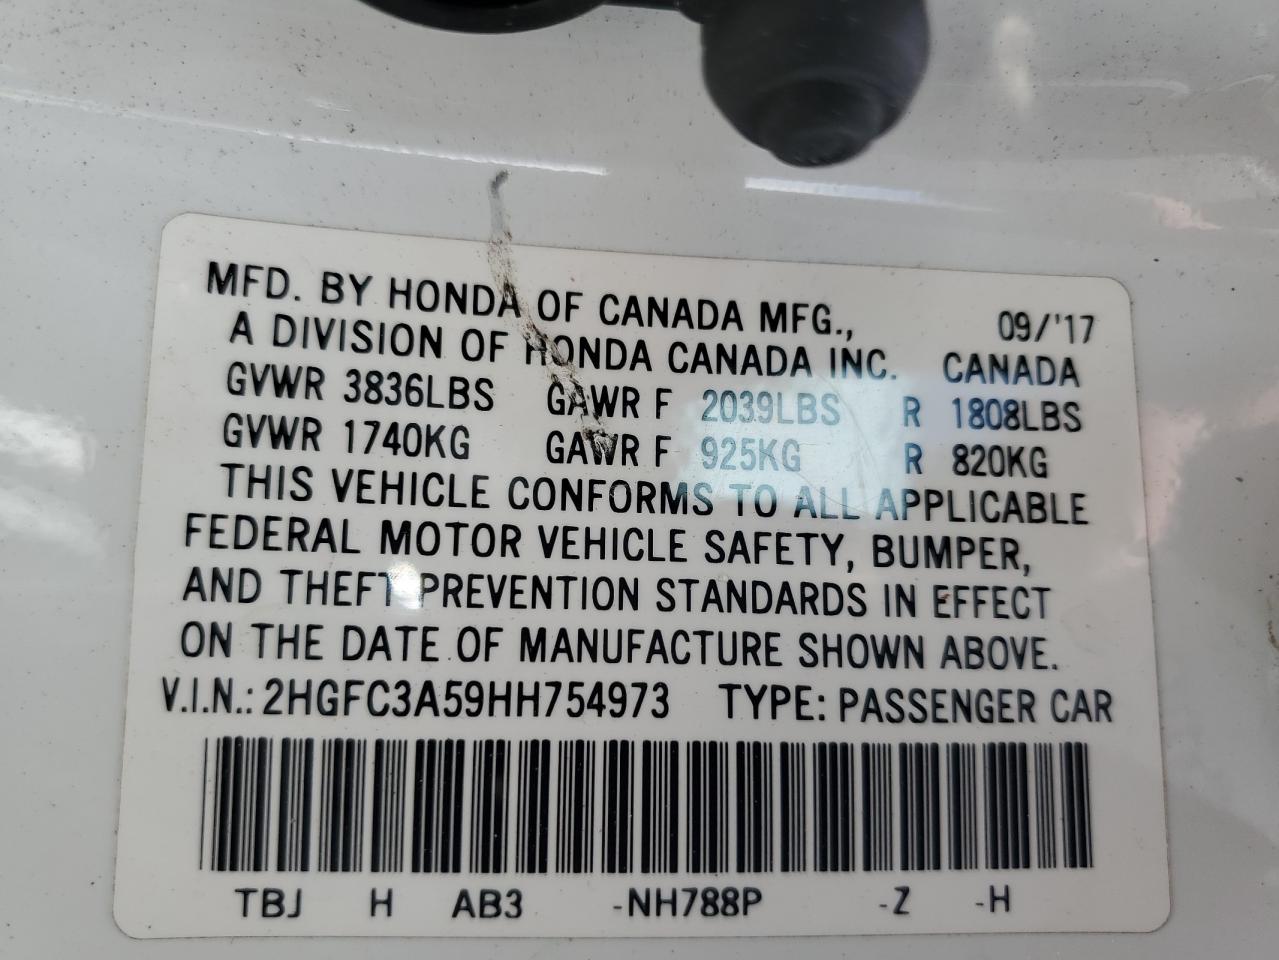 MFD. BY HONDA OF CANADA MFG., 09/'17
A DIVISION OF HONDA CANADA INC. CANADA
GVWR 3836LBS GAWR F 2039LBS R 1808LBS
GVWR 1740KG GAWR F 925KG R 820KG
THIS VEHICLE CONFORMS TO ALL APPLICABLE
FEDERAL MOTOR VEHICLE SAFETY, BUMPER,
AND THEFT PREVENTION STANDARDS IN EFFECT
ON THE DATE OF MANUFACTURE SHOWN ABOVE.
V.I.N.: 2HGFC3A59HH754973 TYPE: PASSENGER CAR
TBJ H AB3 -NH788P -Z -H